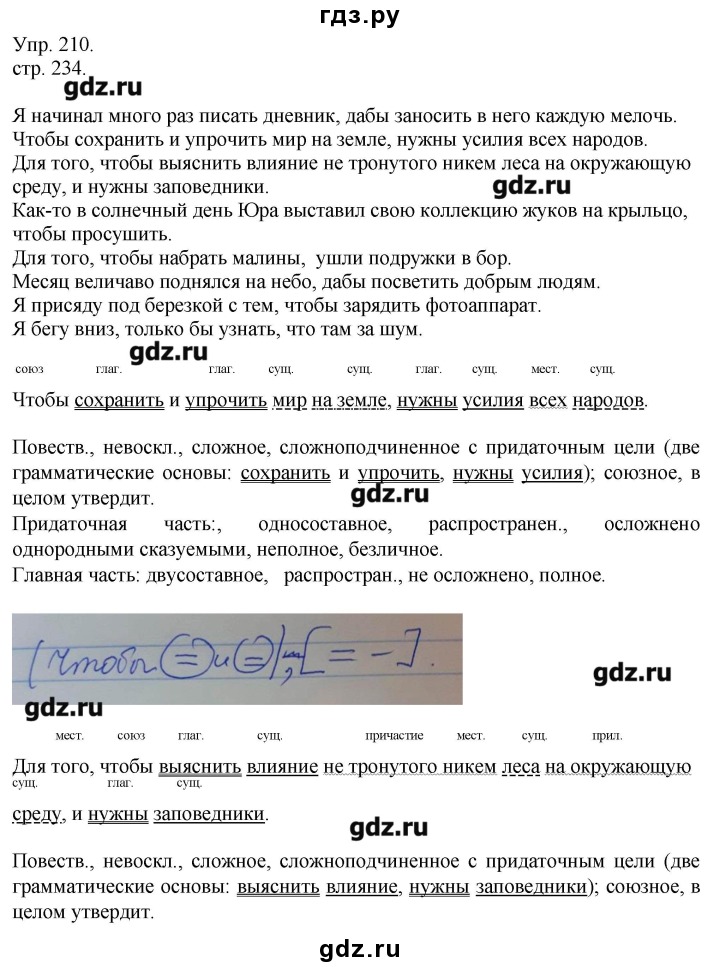 гдз.ру
Упр. 210.
стр. 234.
gdz.ru
Я начинал много раз писать дневник, дабы заносить в него каждую мелочь.
Чтобы сохранить и упрочить мир на земле, нужны усилия всех народов.
Для того, чтобы выяснить влияние не тронутого никем леса на окружающую
среду, и нужны заповедники.
gdz.ru
Как-то в солнечный день Юра выставил свою коллекцию жуков на крыльцо,
чтобы просушить.
Для того, чтобы набрать малины, ушли подружки в бор.
Месяц величаво поднялся на небо, дабы посветить добрым людям.
Я присяду под березкой с тем, чтобы зарядить фотоаппарат.
Я бегу вниз, только бы узнать, что там за шум.
gdz.ru
союз глаг. глаг. сущ. сущ. глаг. сущ. мест. сущ.
Чтобы сохранить и упрочить мир на земле, нужны усилия всех народов.
Повеств., невоскл., сложное, сложноподчиненное с придаточным цели (две
грамматические основы: сохранить и упрочить, нужны усилия); союзное, в
целом утвердит.
gdz.ru
Придаточная часть:, односоставное, распространен., осложнено
однородными сказуемыми, неполное, безличное.
Главная часть: двусоставное, распростран., не осложнено, полное.
(Чтобы (=) и (=)), [= –].
gdz.ru
gdz.ru
мест. союз глаг. сущ. причастие мест. сущ. прил.
Для того, чтобы выяснить влияние не тронутого никем леса на окружающую
сущ. глаг. сущ.
среду, и нужны заповедники.
gdz.ru
Повеств., невоскл., сложное, сложноподчиненное с придаточным цели (две
грамматические основы: выяснить влияние, нужны заповедники); союзное, в
целом утвердит.
gdz.ru